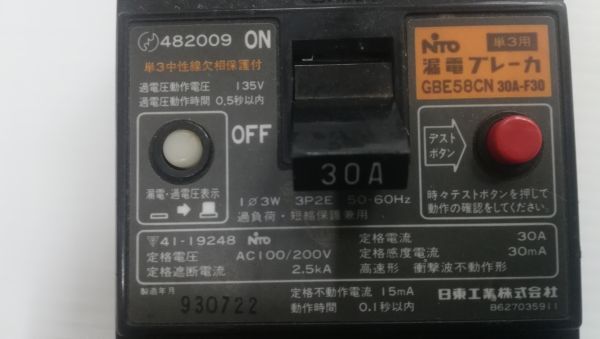 482009 ON
単3中性線欠相保護付
過電圧動作電圧 135V
過電圧動作時間 0.5秒以内
OFF
漏電・過電圧表示
30A
1ø3W 3P2E 50-60Hz
過負荷・短絡保護兼用
NITO 単3用
漏電ブレーカ
GBE58CN 30A-F30
テスト
ボタン
時々テストボタンを押して
動作の確認をしてください。
41-19248 NITO
定格電圧 AC100/200V
定格遮断電流 2.5kA
定格電流 30A
定格感度電流 30mA
高速形 衝撃波不動作形
製造年月 930722
定格不動作電流 15mA
動作時間 0.1秒以内
日東工業株式会社
B627035911